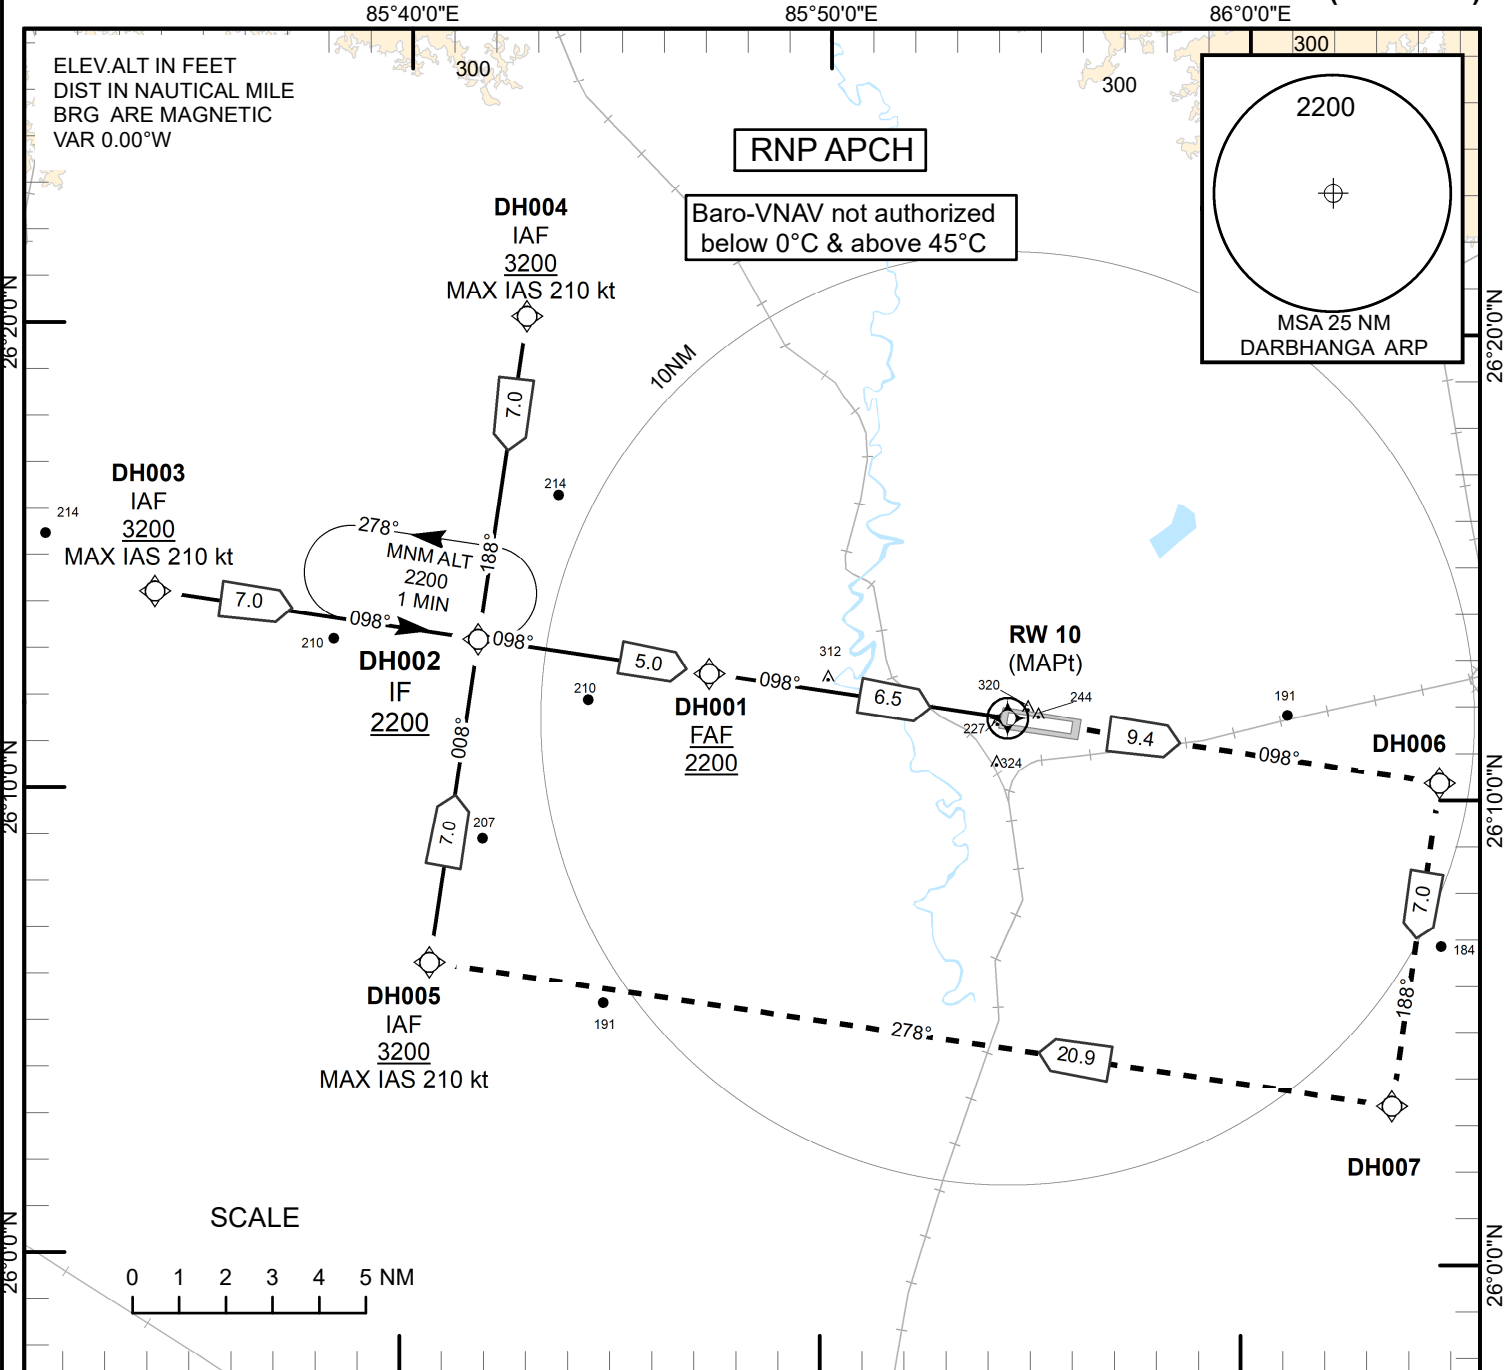 85°40'0"E
85°50'0"E
86°0'0"E
ELEV.ALT IN FEET
DIST IN NAUTICAL MILE
BRG ARE MAGNETIC
VAR 0.00°W
300
300
300
2200
MSA 25 NM
DARBHANGA ARP
RNP APCH
Baro-VNAV not authorized
below 0°C & above 45°C
DH004
IAF
3200
MAX IAS 210 kt
26°20'0"N
26°20'0"N
10NM
7.0
DH003
IAF
3200
MAX IAS 210 kt
214
214
278°
MNM ALT
2200
1 MIN
188°
7.0
098°
098°
210
DH002
IF
2200
5.0
210
DH001
FAF
2200
098°
312
6.5
RW 10
(MAPt)
320
244
227
324
9.4
191
098°
DH006
26°10'0"N
26°10'0"N
008°
7.0
207
7.0
184
188°
DH005
IAF
3200
MAX IAS 210 kt
191
278°
20.9
DH007
26°0'0"N
26°0'0"N
SCALE
0 1 2 3 4 5 NM